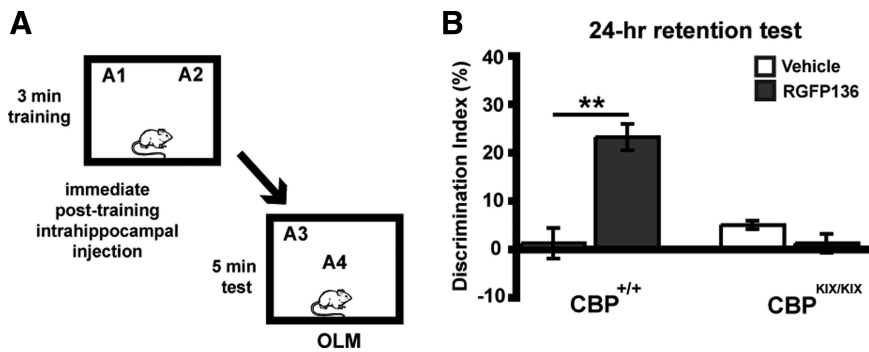 A
A1 A2
3 min
training
immediate
post-training
intrahippocampal
injection
A3
A4
5 min
test
OLM
B
24-hr retention test
Vehicle
RGFP136
**
Discrimination Index (%)
40
30
20
10
0
-10
CBP+/+
CBPKIX/KIX